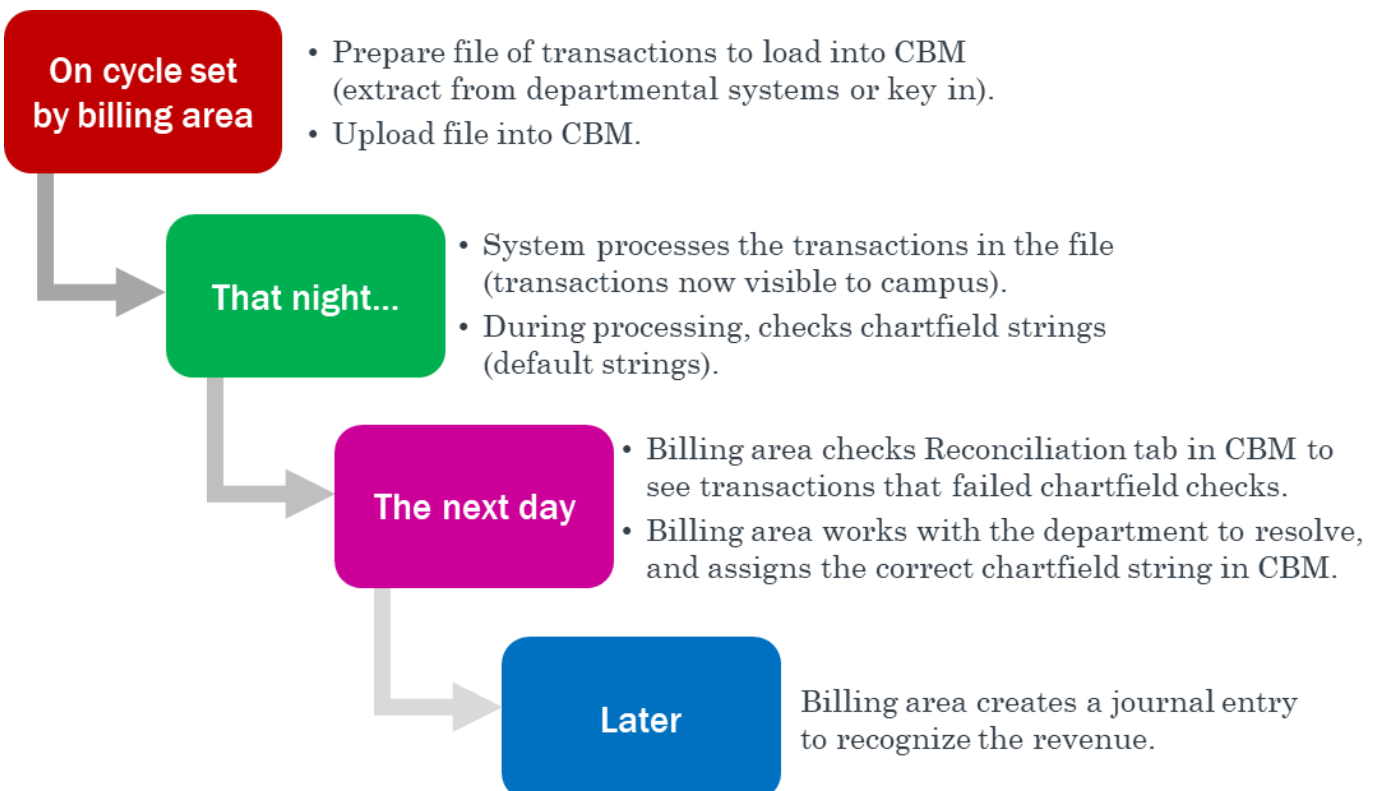 On cycle set
by billing area
• Prepare file of transactions to load into CBM
(extract from departmental systems or key in).
• Upload file into CBM.
That night...
• System processes the transactions in the file
(transactions now visible to campus).
• During processing, checks chartfield strings
(default strings).
The next day
• Billing area checks Reconciliation tab in CBM to
see transactions that failed chartfield checks.
• Billing area works with the department to resolve,
and assigns the correct chartfield string in CBM.
Later
Billing area creates a journal entry
to recognize the revenue.